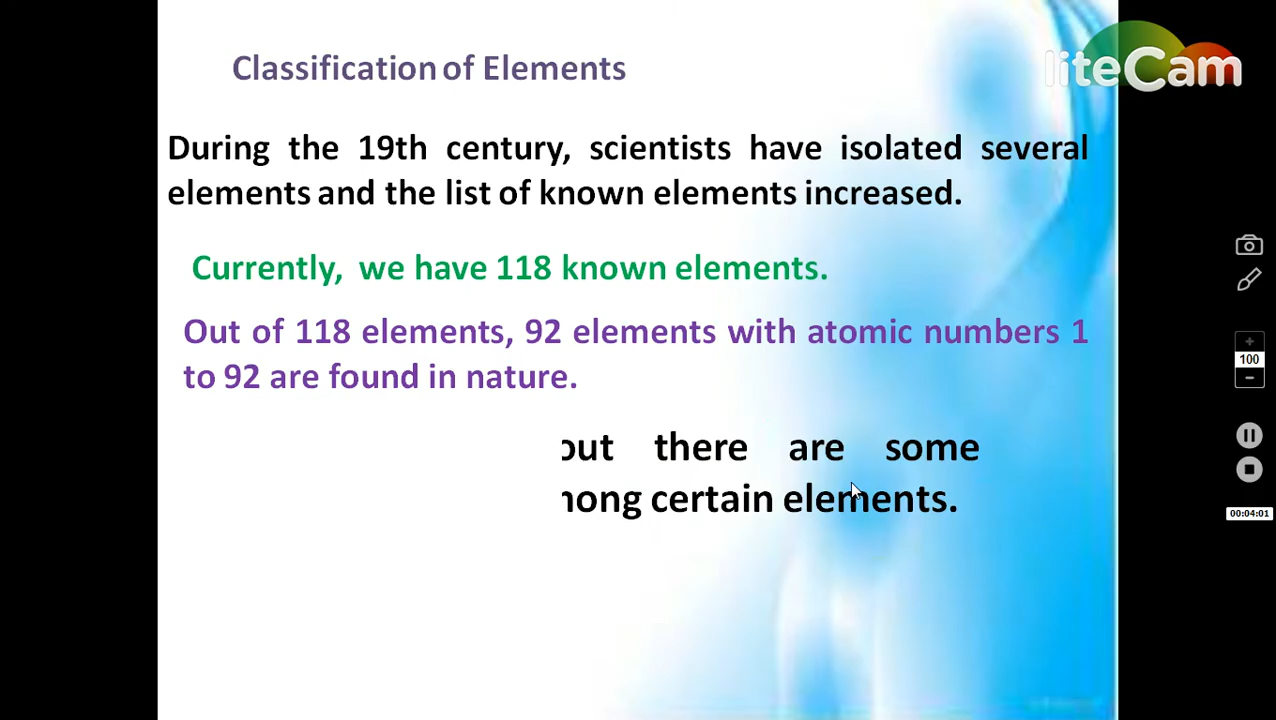 liteCam
Classification of Elements
During the 19th century, scientists have isolated several
elements and the list of known elements increased.
Currently, we have 118 known elements.
Out of 118 elements, 92 elements with atomic numbers 1
to 92 are found in nature.
there are some
certain elements.
100
00:04:01